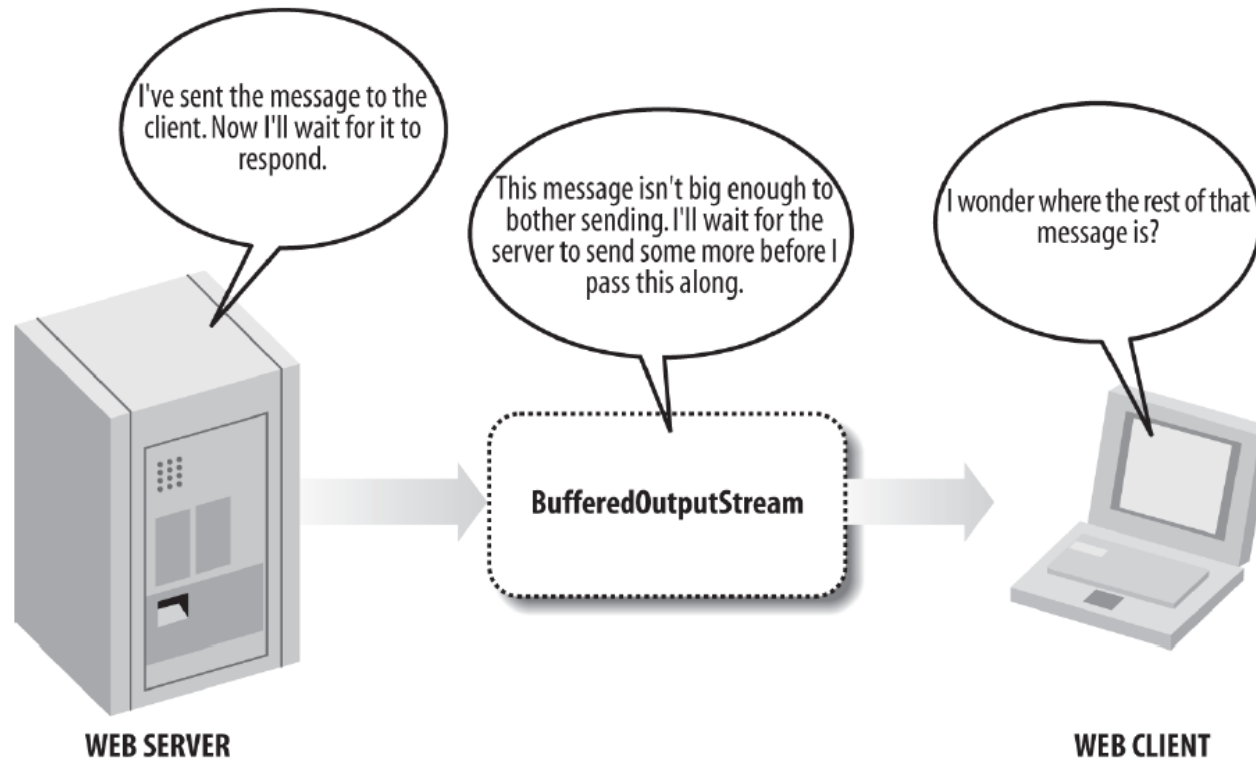 I've sent the message to the
client. Now I'll wait for it to
respond.
This message isn't big enough to
bother sending. I'll wait for the
server to send some more before I
pass this along.
I wonder where the rest of that
message is?
BufferedOutputStream
WEB SERVER
WEB CLIENT